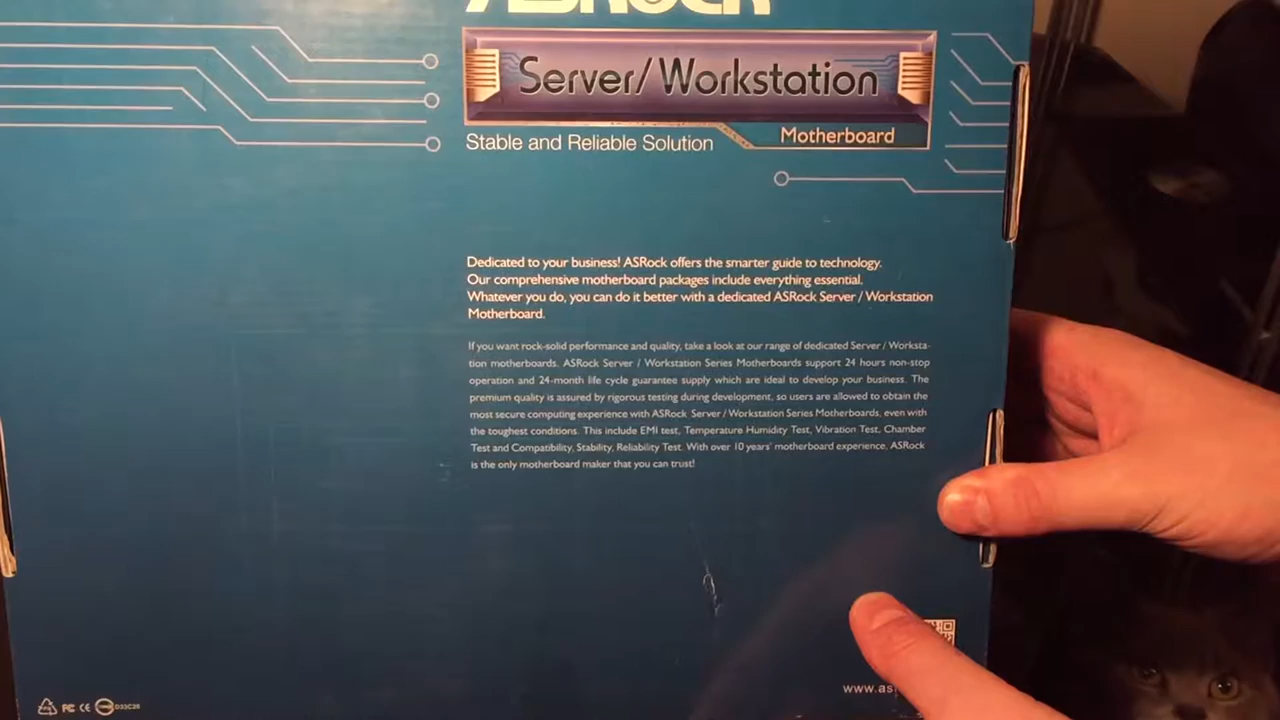 ASRock
Server/Workstation
Stable and Reliable Solution
Motherboard
Dedicated to your business! ASRock offers the smarter guide to technology.
Our comprehensive motherboard packages include everything essential.
Whatever you do, you can do it better with a dedicated ASRock Server / Workstation
Motherboard.
If you want rock-solid performance and quality, take a look at our range of dedicated Server / Worksta-
tion motherboards. ASRock Server / Workstation Series Motherboards support 24 hours non-stop
operation and 24-month life cycle guarantee supply which are ideal to develop your business. The
premium quality is assured by rigorous testing during development, so users are allowed to obtain the
most secure computing experience with ASRock Server / Workstation Series Motherboards, even with
the toughest conditions. This include EMI test, Temperature Humidity Test, Vibration Test, Chamber
Test and Compatibility, Stability, Reliability Test. With over 10 years' motherboard experience, ASRock
is the only motherboard maker that you can trust!
www.as
FC CE